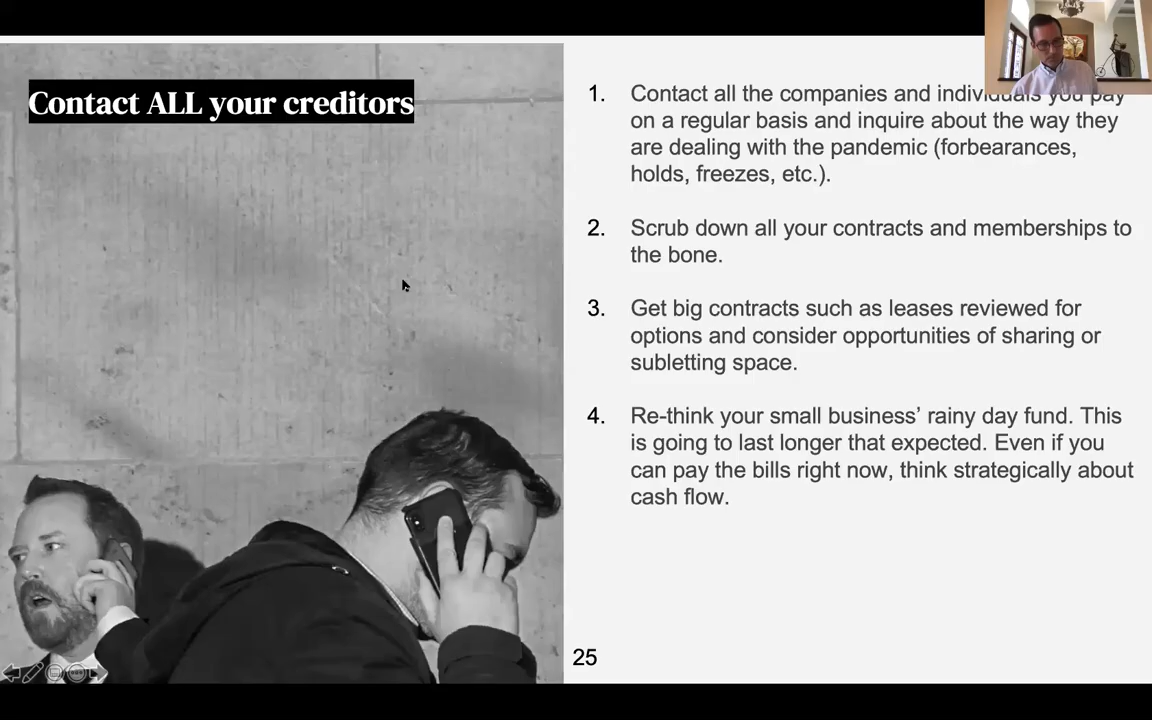 Contact ALL your creditors
1. Contact all the companies and individuals you pay
on a regular basis and inquire about the way they
are dealing with the pandemic (forbearances,
holds, freezes, etc.).
2. Scrub down all your contracts and memberships to
the bone.
3. Get big contracts such as leases reviewed for
options and consider opportunities of sharing or
subletting space.
4. Re-think your small business’ rainy day fund. This
is going to last longer that expected. Even if you
can pay the bills right now, think strategically about
cash flow.
25